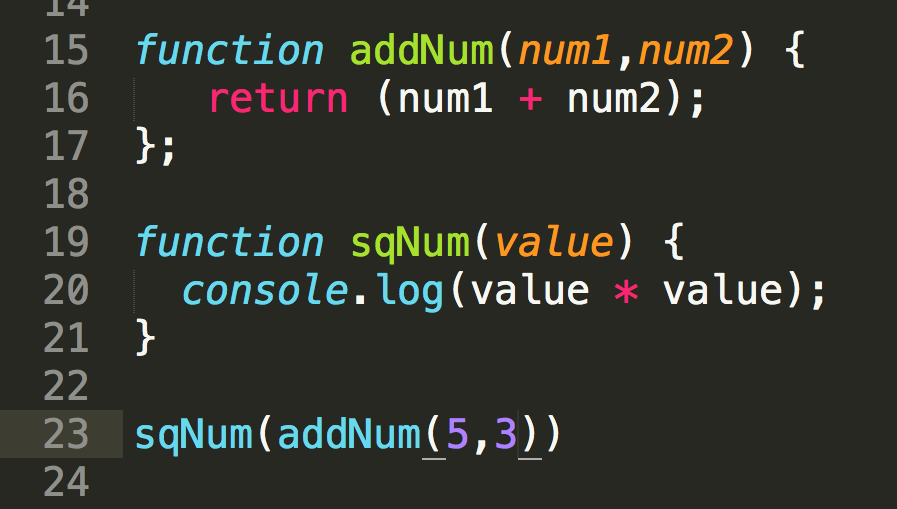 14
15 function addNum(num1,num2) {
16 return (num1 + num2);
17 };
18
19 function sqNum(value) {
20 console.log(value * value);
21 }
22
23 sqNum(addNum(5,3))
24